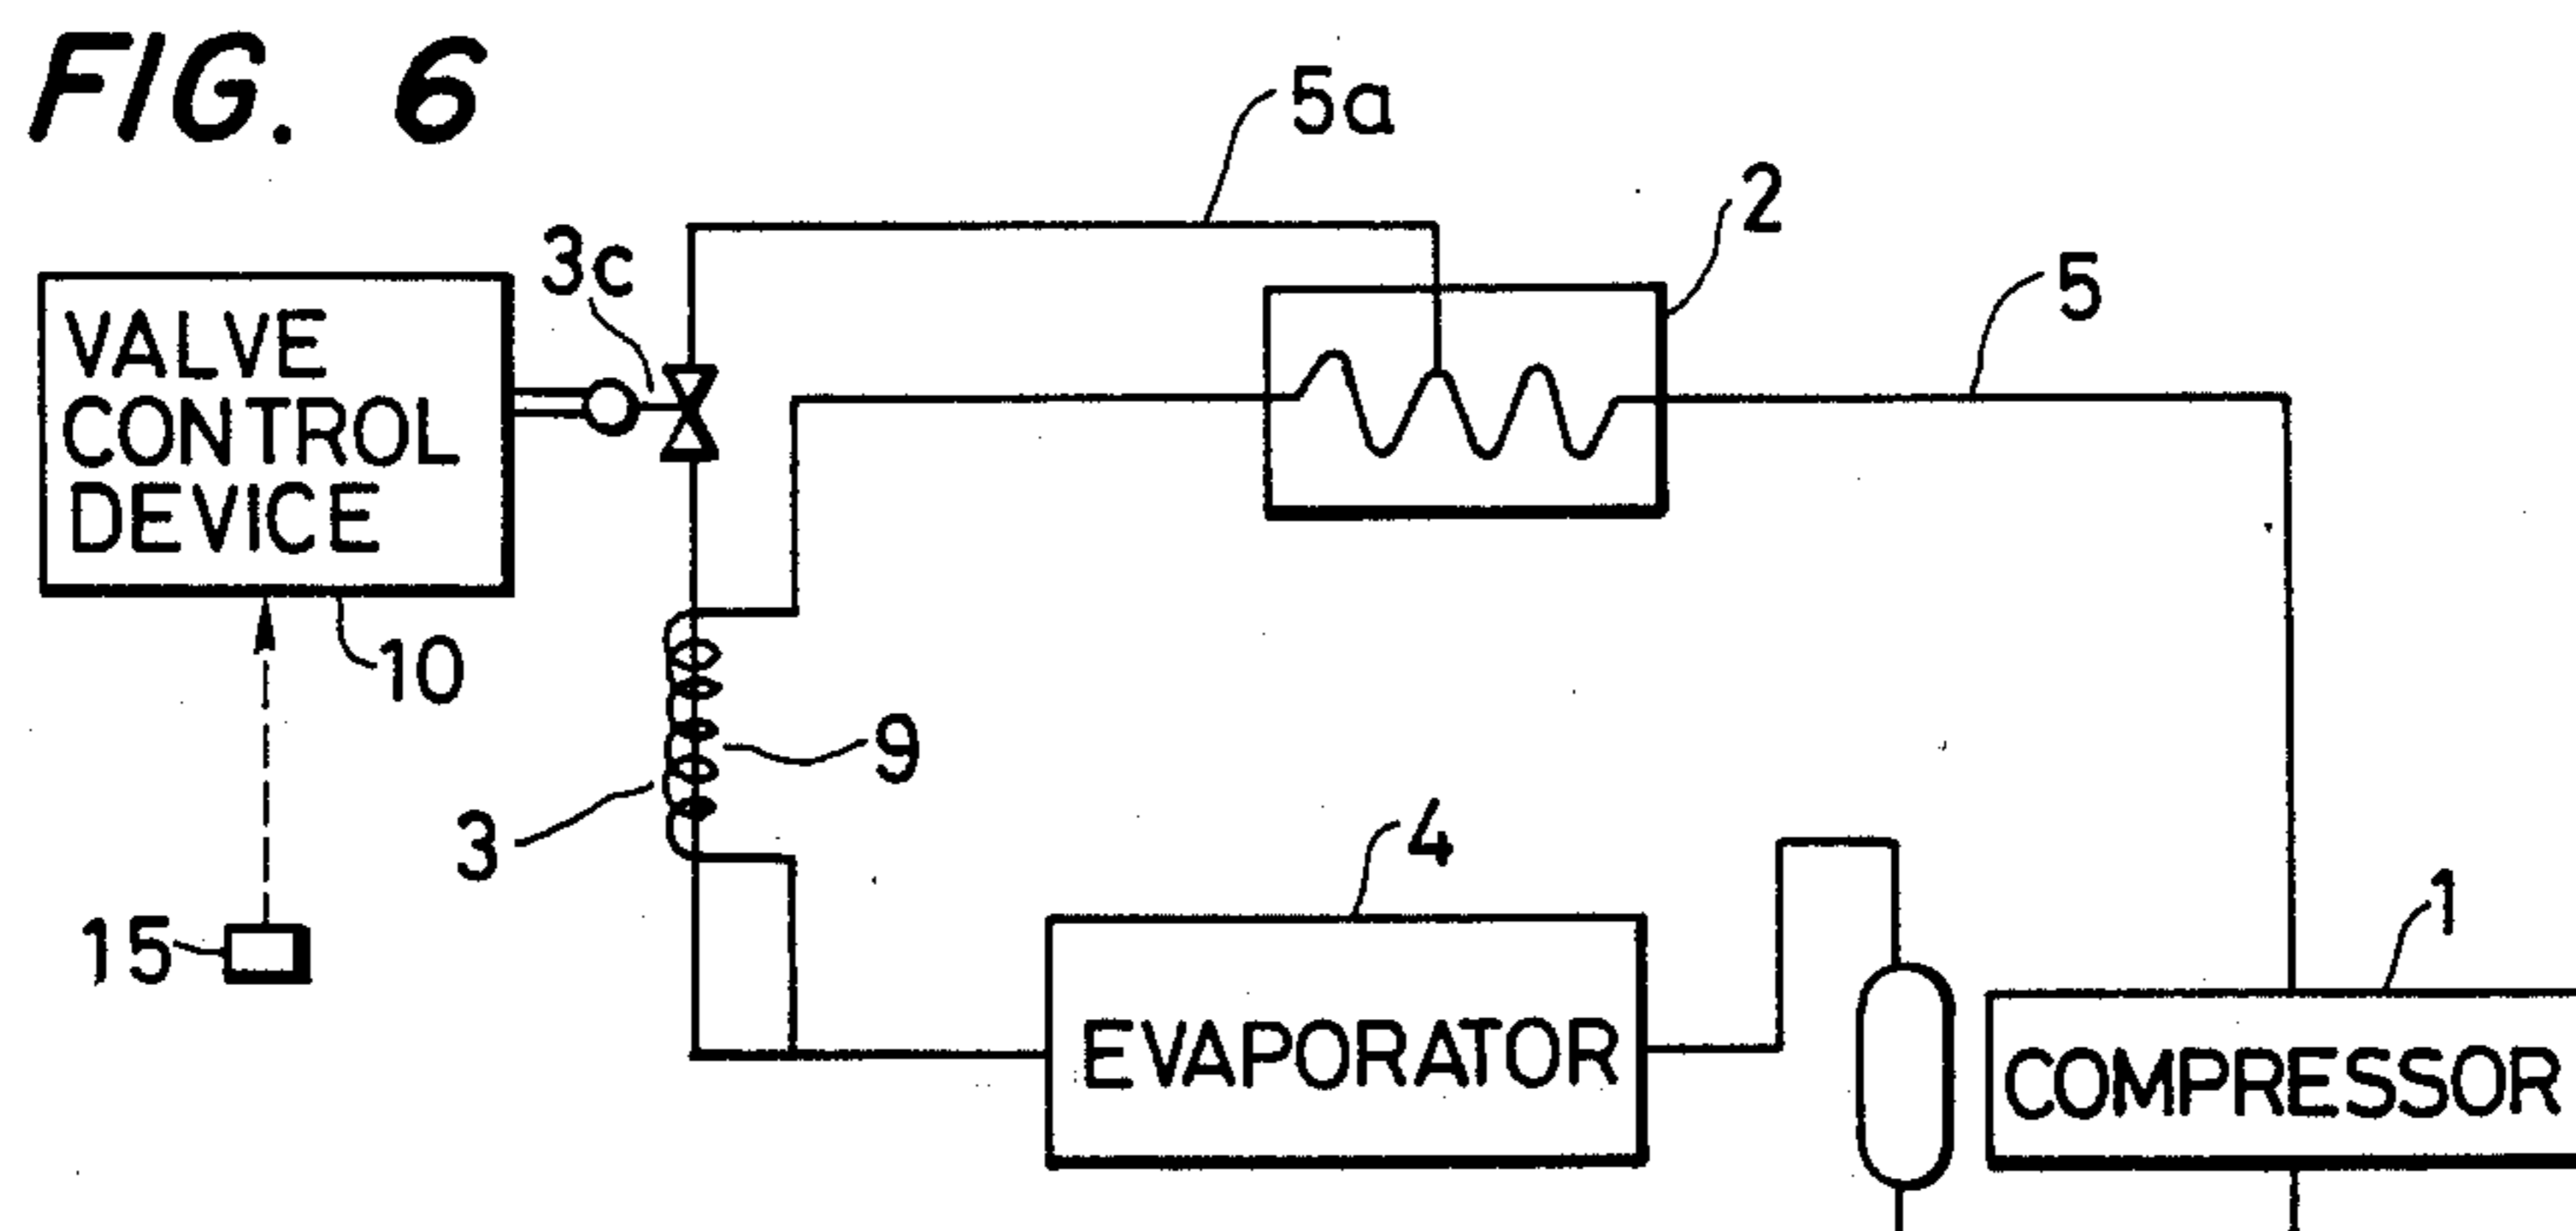 FIG. 6
5a
2
5
3c
VALVE
CONTROL
DEVICE
10
9
3
4
1
15
EVAPORATOR
COMPRESSOR